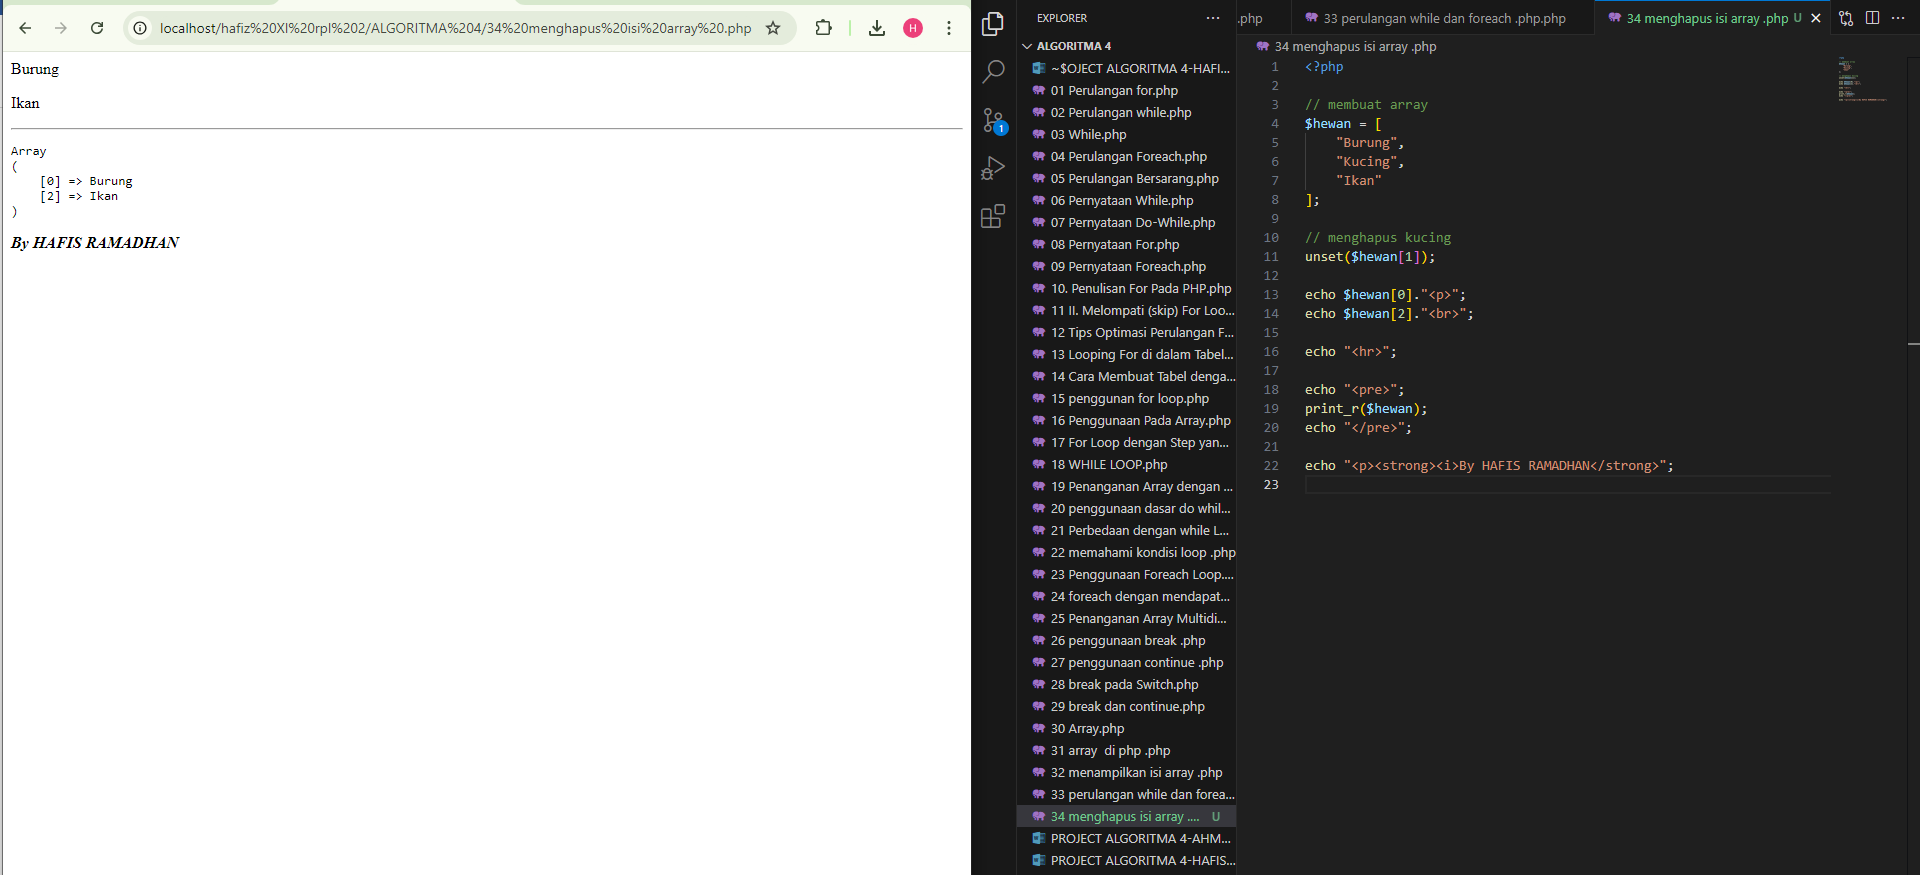 localhost/hafiz%20XI%20rpl%202/ALGORITMA%204/34%20menghapus%20isi%20array%20.php
H
Burung
Ikan
Array
(
    [0] => Burung
    [2] => Ikan
)
By HAFIS RAMADHAN
1
EXPLORER
ALGORITMA 4
~$OJECT ALGORITMA 4-HAFI...
01 Perulangan for.php
02 Perulangan while.php
03 While.php
04 Perulangan Foreach.php
05 Perulangan Bersarang.php
06 Pernyataan While.php
07 Pernyataan Do-While.php
08 Pernyataan For.php
09 Pernyataan Foreach.php
10. Penulisan For Pada PHP.php
11 II. Melompati (skip) For Loo...
12 Tips Optimasi Perulangan F...
13 Looping For di dalam Tabel...
14 Cara Membuat Tabel denga...
15 penggunan for loop.php
16 Penggunaan Pada Array.php
17 For Loop dengan Step yan...
18 WHILE LOOP.php
19 Penanganan Array dengan ...
20 penggunaan dasar do whil...
21 Perbedaan dengan while L...
22 memahami kondisi loop .php
23 Penggunaan Foreach Loop....
24 foreach dengan mendapat...
25 Penanganan Array Multidi...
26 penggunaan break .php
27 penggunaan continue .php
28 break pada Switch.php
29 break dan continue.php
30 Array.php
31 array  di php .php
32 menampilkan isi array .php
33 perulangan while dan forea...
34 menghapus isi array .... U
PROJECT ALGORITMA 4-AHM...
PROJECT ALGORITMA 4-HAFIS...
.php
33 perulangan while dan foreach .php.php
34 menghapus isi array .php U
34 menghapus isi array .php
1 <?php
2
3 // membuat array
4 $hewan = [
5     "Burung",
6     "Kucing",
7     "Ikan"
8 ];
9
10 // menghapus kucing
11 unset($hewan[1]);
12
13 echo $hewan[0]."<p>";
14 echo $hewan[2]."<br>";
15
16 echo "<hr>";
17
18 echo "<pre>";
19 print_r($hewan);
20 echo "</pre>";
21
22 echo "<p><strong><i>By HAFIS RAMADHAN</strong>";
23